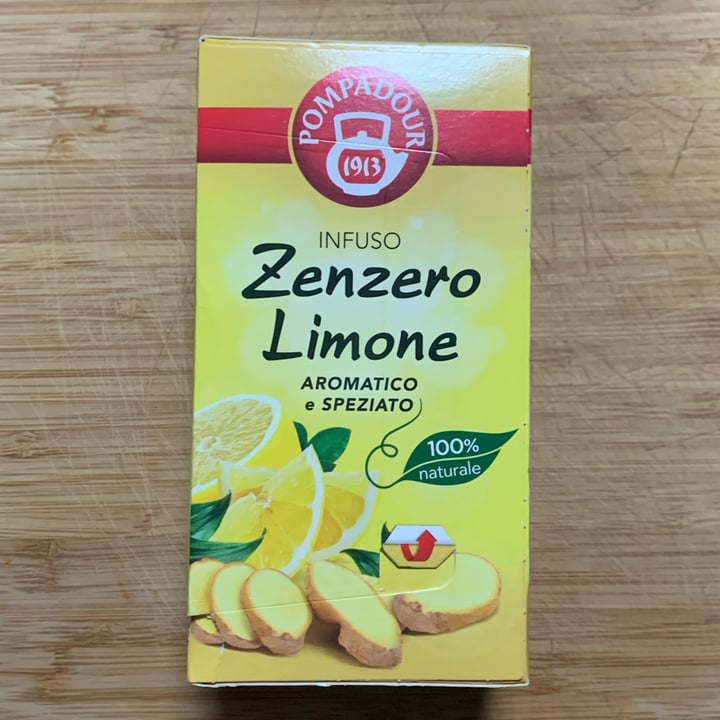 POMPADOUR
1913
INFUSO
Zenzero
Limone
AROMATICO
e SPEZIATO
100%
naturale